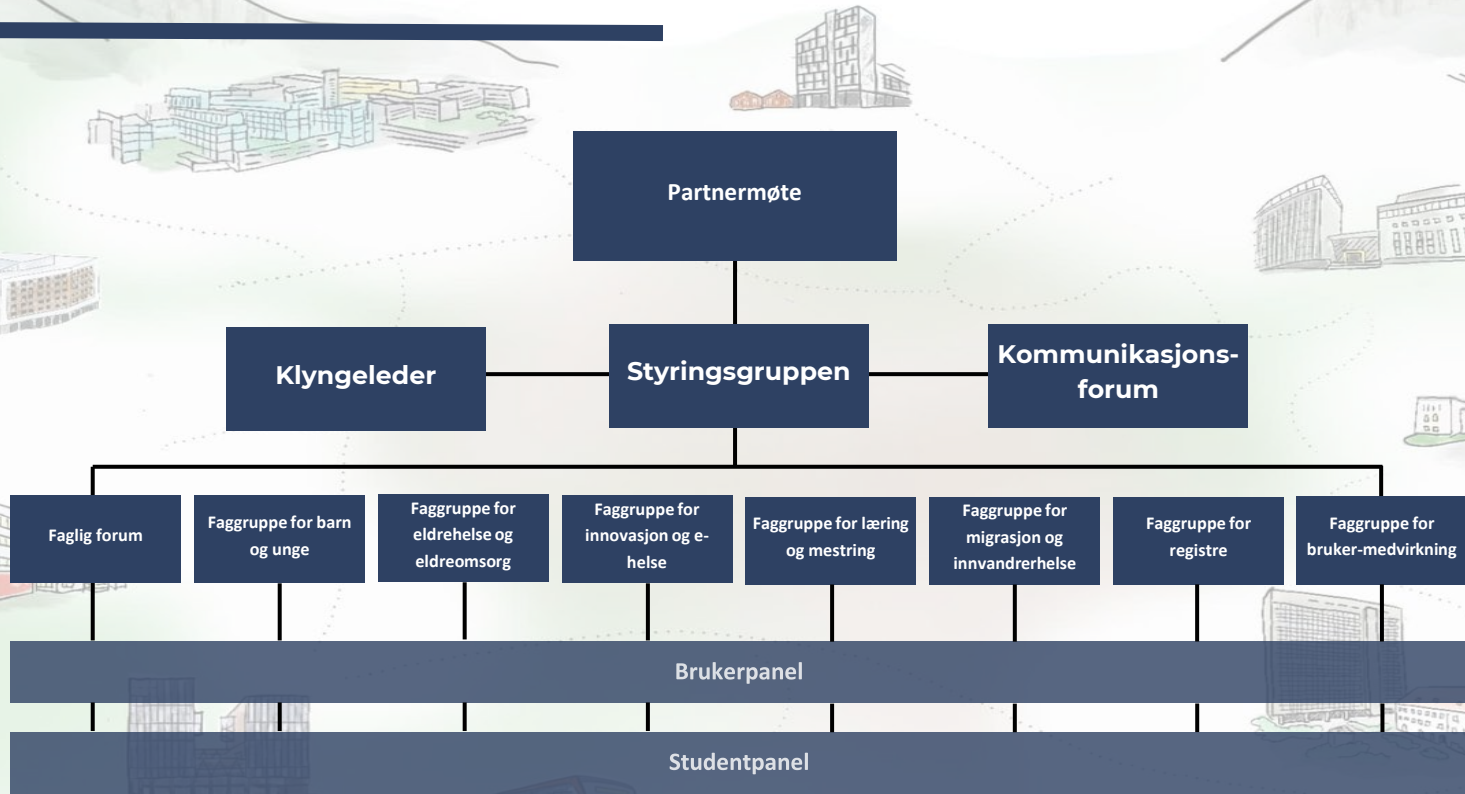 Partnermøte
Klyngeleder
Styringsgruppen
Kommunikasjons-
forum
Faglig forum
Faggruppe for barn
og unge
Faggruppe for
eldrehelse og
eldreomsorg
Faggruppe for
innovasjon og e-
helse
Faggruppe for læring
og mestring
Faggruppe for
migrasjon og
innvandrerhelse
Faggruppe for
registre
Faggruppe for
bruker-medvirkning
Brukerpanel
Studentpanel